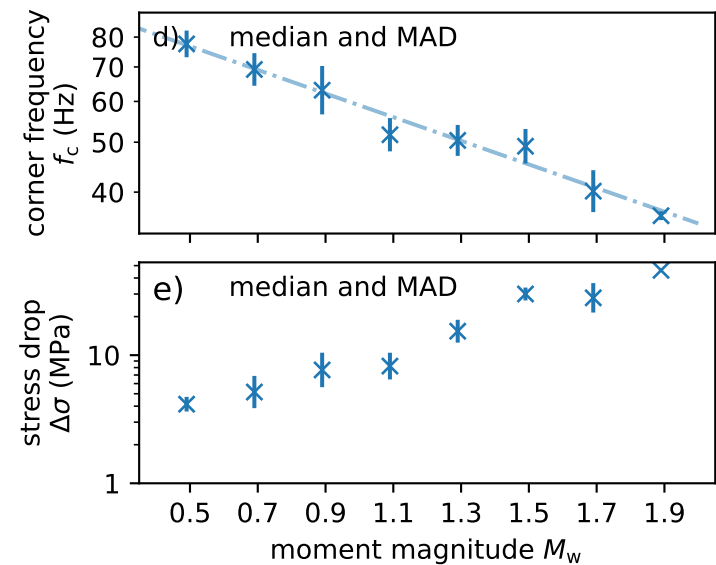 d) median and MAD
corner frequency
f_c (Hz)
80
70
60
50
40
e) median and MAD
stress drop
Δσ (MPa)
10
1
0.5 0.7 0.9 1.1 1.3 1.5 1.7 1.9
moment magnitude M_w